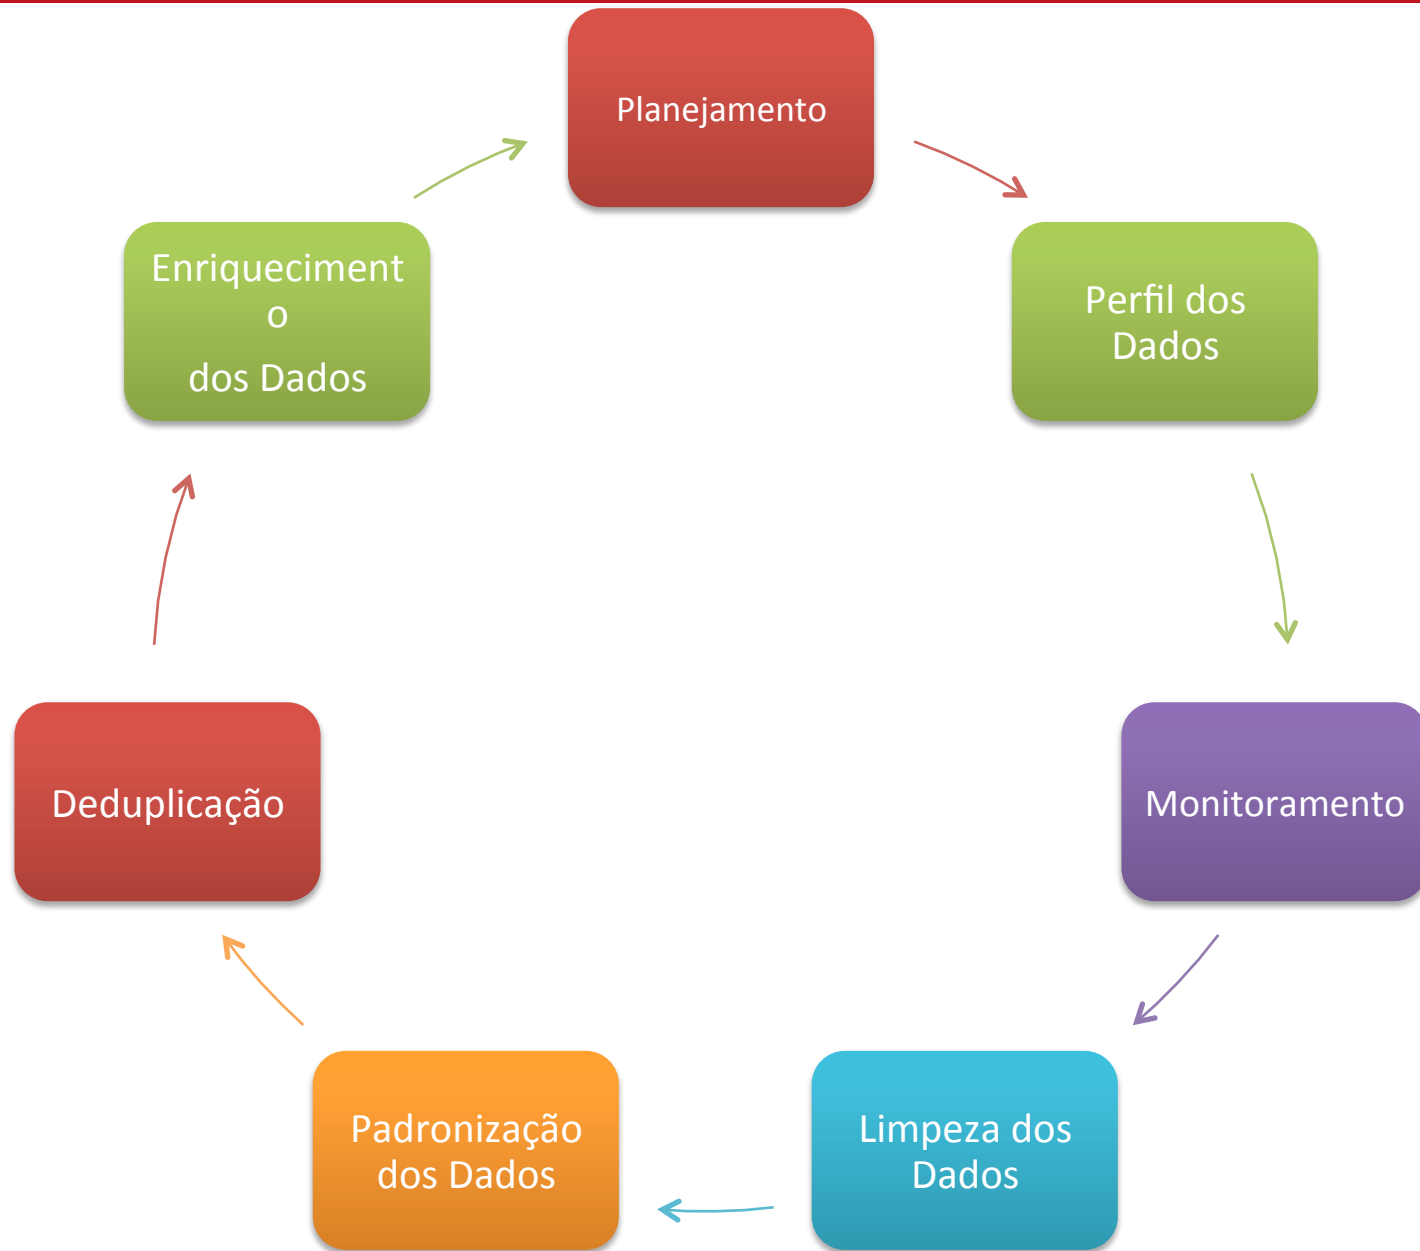 Planejamento
Perfil dos
Dados
Monitoramento
Limpeza dos
Dados
Padronização
dos Dados
Deduplicação
Enriqueciment
o
dos Dados